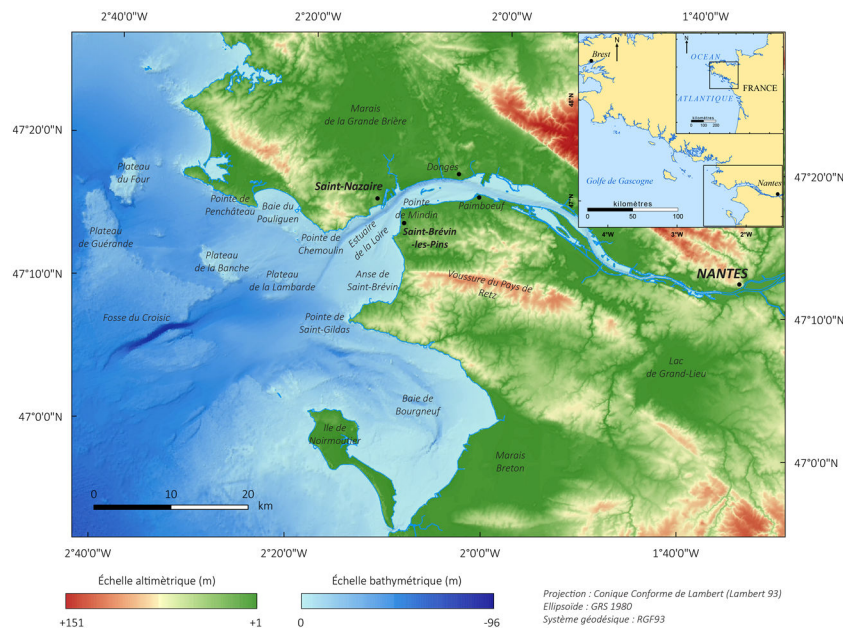 2°40'0"O
2°20'0"O
2°0'0"O
1°40'0"O
N
N
Brest
OCEAN
FRANCE
ATLANTIQUE
kilomètres
0 100 200
48°N
Golfe de Gascogne
Nantes
kilomètres
0 50 100
47°N
4°W
3°W
2°W
47°20'0"N
47°20'0"N
Marais
de la Grande Brière
Plateau
du Four
Donges
Saint-Nazaire
Pointe de
Penchâteau
Baie du
Pouliguen
Pointe
de Mindin
Paimboeuf
Plateau
de Guérande
Pointe de
Chemoulin
Estuaire
de la Loire
Saint-Brévin
-les-Pins
Plateau
de la Banche
47°10'0"N
Plateau
de la Lambarde
Anse de
Saint-Brévin
Voussure du Pays de
Retz
NANTES
Fosse du Croisic
Pointe de
Saint-Gildas
47°10'0"N
Lac
de Grand-Lieu
47°0'0"N
Baie de
Bourgneuf
Ile de
Noirmoutier
Marais
Breton
47°0'0"N
0 10 20
km
2°40'0"O
2°20'0"O
2°0'0"O
1°40'0"O
Échelle altimètrique (m)
+151 +1
Échelle bathymétrique (m)
0 -96
Projection : Conique Conforme de Lambert (Lambert 93)
Ellipsoïde : GRS 1980
Système géodésique : RGF93